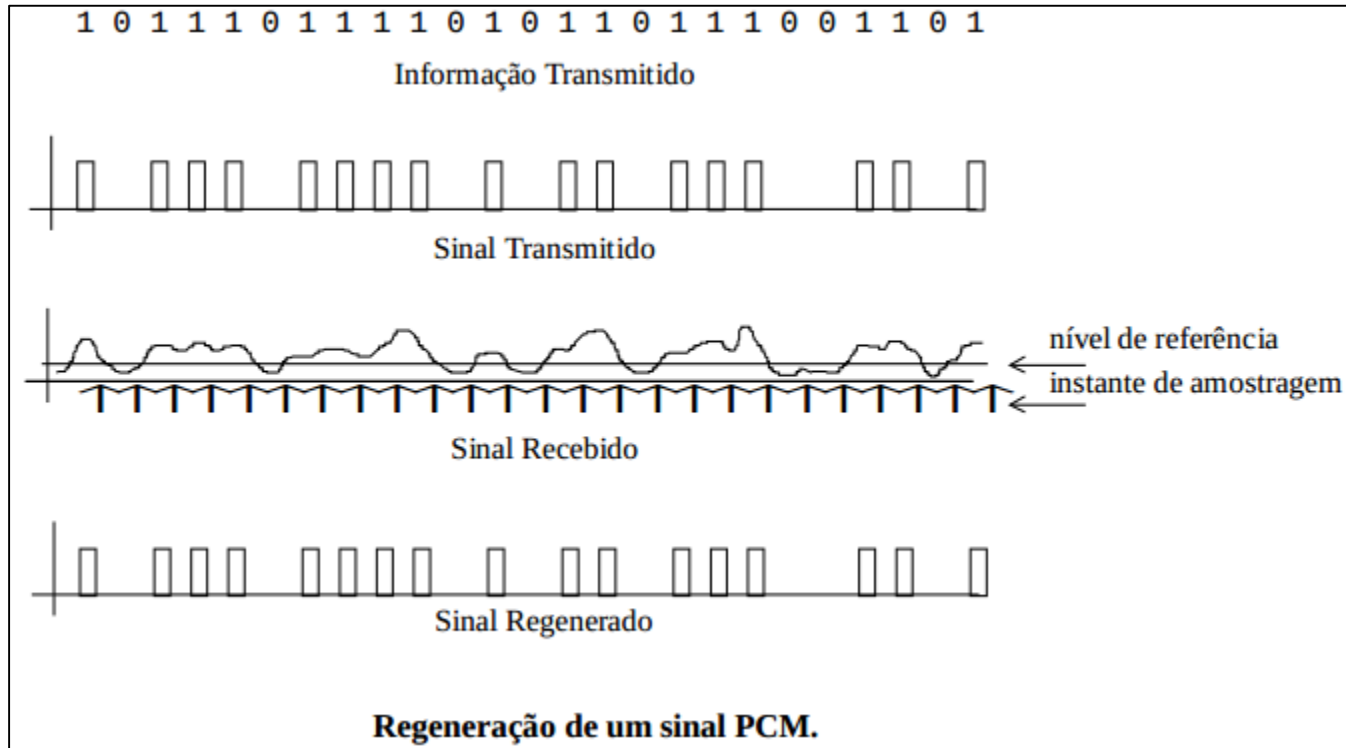 1 0 1 1 1 0 1 1 1 1 0 1 0 1 1 0 1 1 1 0 0 1 1 0 1
Informação Transmitido
Sinal Transmitido
nível de referência
instante de amostragem
Sinal Recebido
Sinal Regenerado
Regeneração de um sinal PCM.